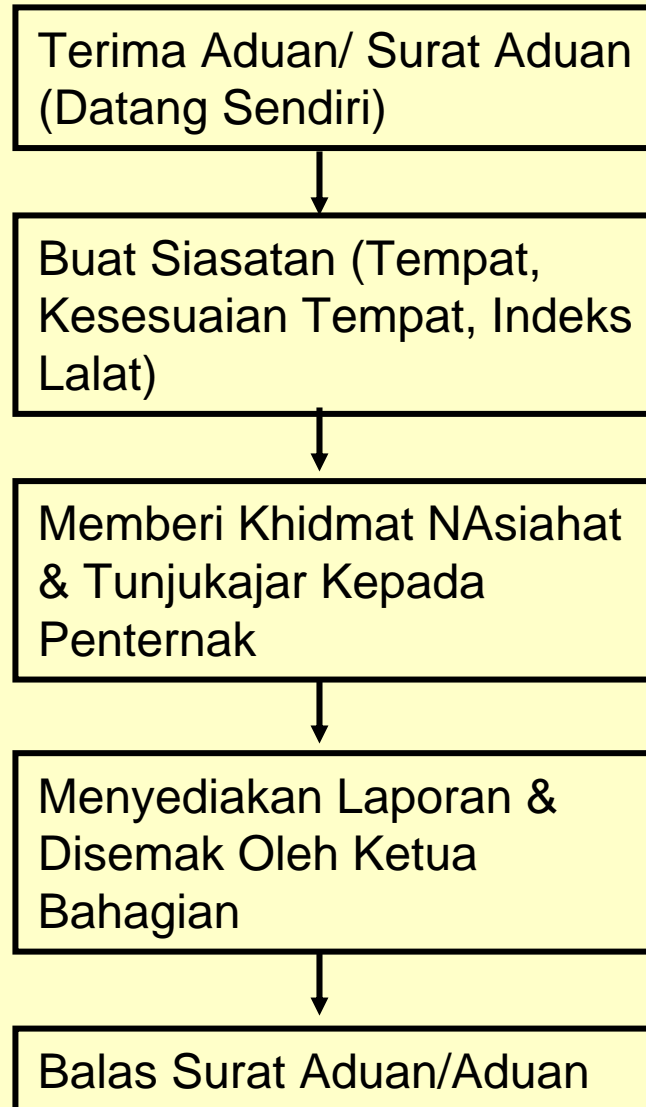 Terima Aduan/ Surat Aduan
(Datang Sendiri)
Buat Siasatan (Tempat,
Kesesuaian Tempat, Indeks
Lalat)
Memberi Khidmat NAsiahat
& Tunjukajar Kepada
Penternak
Menyediakan Laporan &
Disemak Oleh Ketua
Bahagian
Balas Surat Aduan/Aduan